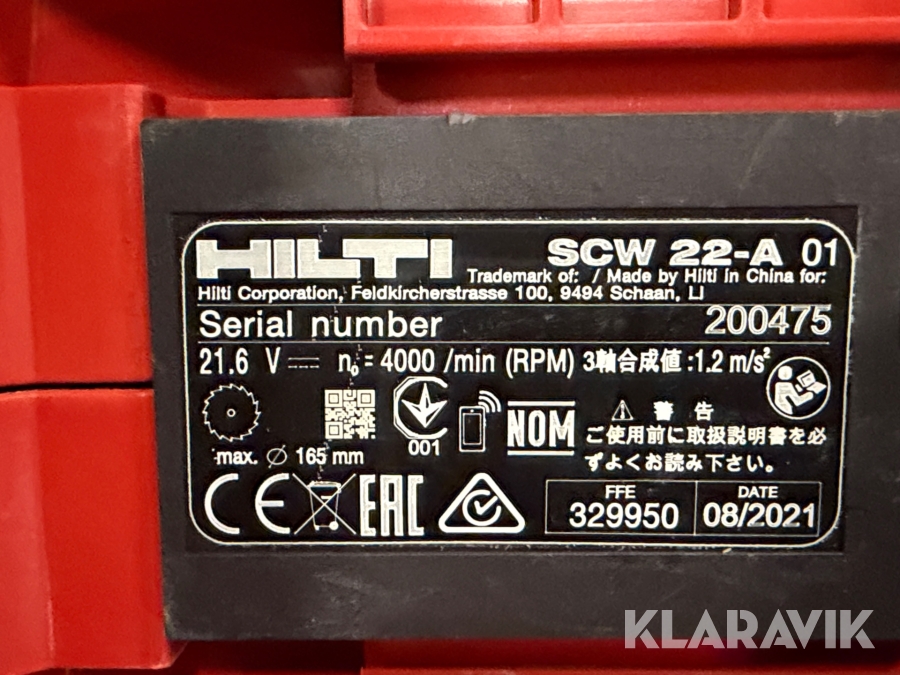 HILTI SCW 22-A 01
Trademark of: / Made by Hilti in China for:
Hilti Corporation, Feldkircherstrasse 100, 9494 Schaan, LI
Serial number 200475
21.6 V n₀ = 4000 /min (RPM) 3軸合成値:1.2 m/s²
001 NOM
警告
ご使用前に取扱説明書を必
ずよくお読み下さい。
max. Ø 165 mm
CE EAC
FFE DATE
329950 08/2021
KLARAVIK